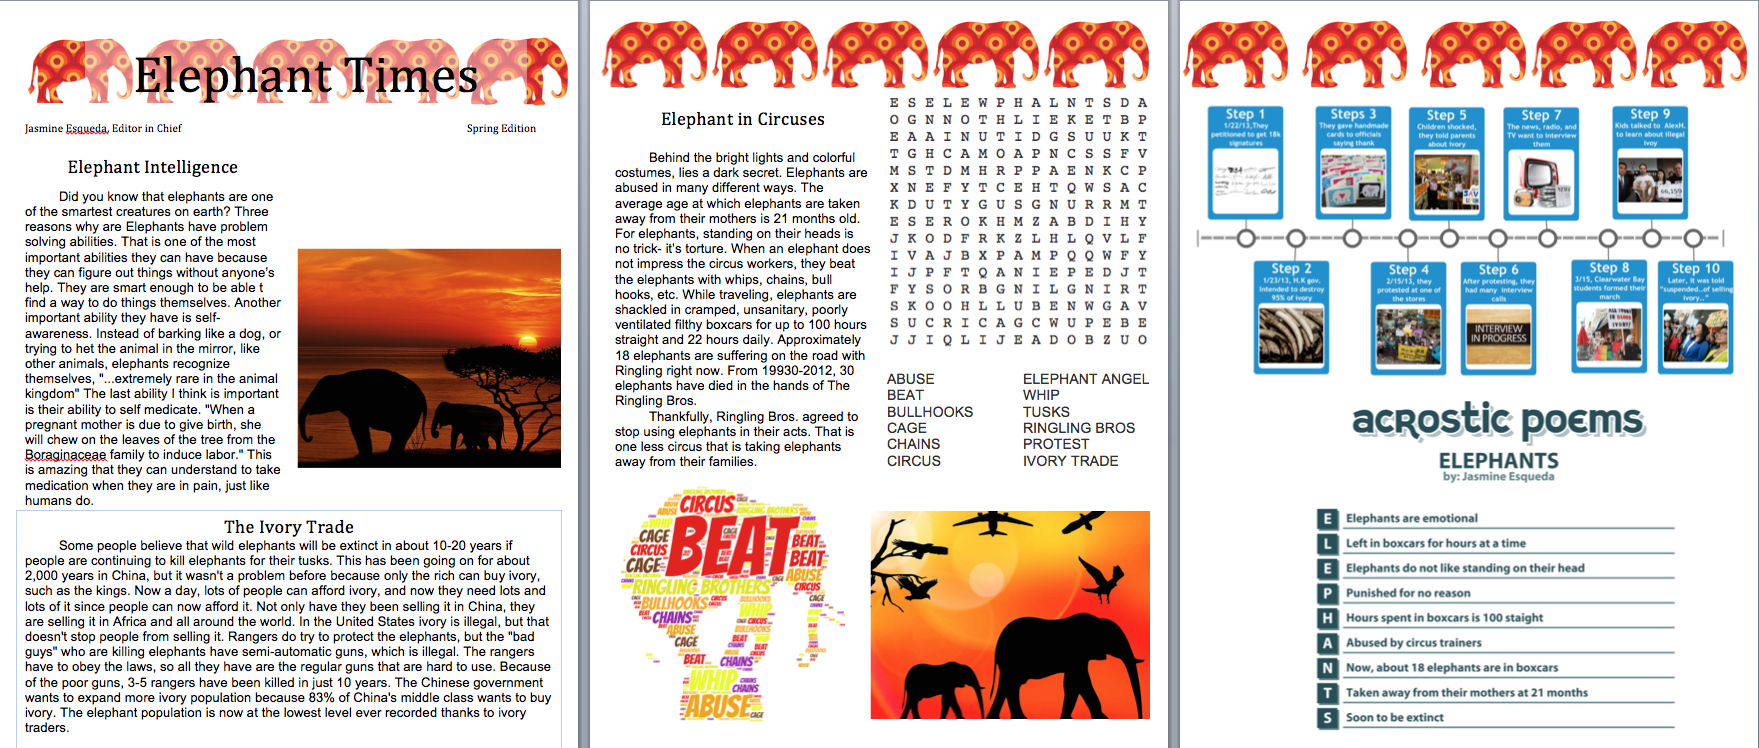 Elephant Times
Jasmine Esqueda, Editor in Chief
Spring Edition
Elephant Intelligence
Did you know that elephants are one
of the smartest creatures on earth? Three
reasons why are Elephants have problem
solving abilities. That is one of the most
important abilities they can have because
they can figure out things without anyone's
help. They are smart enough to be able t
find a way to do things themselves. Another
important ability they have is self-
awareness. Instead of barking like a dog, or
trying to het the animal in the mirror, like
other animals, elephants recognize
themselves, "...extremely rare in the animal
kingdom" The last ability I think is important
is their ability to self medicate. "When a
pregnant mother is due to give birth, she
will chew on the leaves of the tree from the
Boraginaceae family to induce labor." This
is amazing that they can understand to take
medication when they are in pain, just like
humans do.
The Ivory Trade
Some people believe that wild elephants will be extinct in about 10-20 years if
people are continuing to kill elephants for their tusks. This has been going on for about
2,000 years in China, but it wasn't a problem before because only the rich can buy ivory,
such as the kings. Now a day, lots of people can afford ivory, and now they need lots and
lots of it since people can now afford it. Not only have they been selling it in China, they
are selling it in Africa and all around the world. In the United States ivory is illegal, but that
doesn't stop people from selling it. Rangers do try to protect the elephants, but the "bad
guys" who are killing elephants have semi-automatic guns, which is illegal. The rangers
have to obey the laws, so all they have are the regular guns that are hard to use. Because
of the poor guns, 3-5 rangers have been killed in just 10 years. The Chinese government
wants to expand more ivory population because 83% of China's middle class wants to buy
ivory. The elephant population is now at the lowest level ever recorded thanks to ivory
traders.
Elephant in Circuses
Behind the bright lights and colorful
costumes, lies a dark secret. Elephants are
abused in many different ways. The
average age at which elephants are taken
away from their mothers is 21 months old.
For elephants, standing on their heads is
no trick- it's torture. When an elephant does
not impress the circus workers, they beat
the elephants with whips, chains, bull
hooks, etc. While traveling, elephants are
shackled in cramped, unsanitary, poorly
ventilated filthy boxcars for up to 100 hours
straight and 22 hours daily. Approximately
18 elephants are suffering on the road with
Ringling right now. From 19930-2012, 30
elephants have died in the hands of The
Ringling Bros.
Thankfully, Ringling Bros. agreed to
stop using elephants in their acts. That is
one less circus that is taking elephants
away from their families.
E S E L E W P H A L N T S D A
O G N N O T H L I E K E T B P
E A A I N U T I D G S U U K T
T G H C A M O A P N C S S F V
M S T D M H R P P A E N K C P
X N E F Y T C E H T Q W S A C
K D U T Y G U S G N U R R M T
E S E R O K H M Z A B D I H Y
J K O D F R K Z L H L Q V L F
I V A J B X P A M P Q Q W F Y
I J P F T Q A N I E P E D J T
F Y S O R B G N I L G N I R T
S K O O H L L U B E N W G A V
S U C R I C A G C W U P E B E
J J I Q L I J E A D O B Z U O
ABUSE
BEAT
BULLHOOKS
CAGE
CHAINS
CIRCUS
ELEPHANT ANGEL
WHIP
TUSKS
RINGLING BROS
PROTEST
IVORY TRADE
CIRCUS
RINGLING BROTHERS
WHIP
CAGE
BEAT
BEAT
CIRCUS
BEAT
CAGE
ABUSE
RINGLING BROTHERS
CIRCUS
BULLHOOKS
WHIP
CHAINS
ABUSE
CAGE
BEAT
CHAINS
WHIP
CHAINS
ABUSE
CAGE
Step 1
1/22/13,They
petitioned to get 18k
signatures
Steps 3
They gave handmade
cards to officials
saying thank
Step 5
Children shocked,
they told parents
about ivory
Step 7
The news, radio, and
TV want to interview
them
Step 9
Kids talked to AlexH.
to learn about illegal
Ivoy
66,159
Step 2
1/23/13, H.K gov.
intended to destroy
95% of ivory
Step 4
2/15/13, they
protested at one of
the stores
Step 6
After protesting, they
had many interview
calls
INTERVIEW
IN PROGRESS
Step 8
3/15, Clearwater Bay
students formed their
march
Step 10
Later, it was told
"suspended..of selling
ivory..."
acrostic poems
ELEPHANTS
by: Jasmine Esqueda
E Elephants are emotional
L Left in boxcars for hours at a time
E Elephants do not like standing on their head
P Punished for no reason
H Hours spent in boxcars is 100 staight
A Abused by circus trainers
N Now, about 18 elephants are in boxcars
T Taken away from their mothers at 21 months
S Soon to be extinct